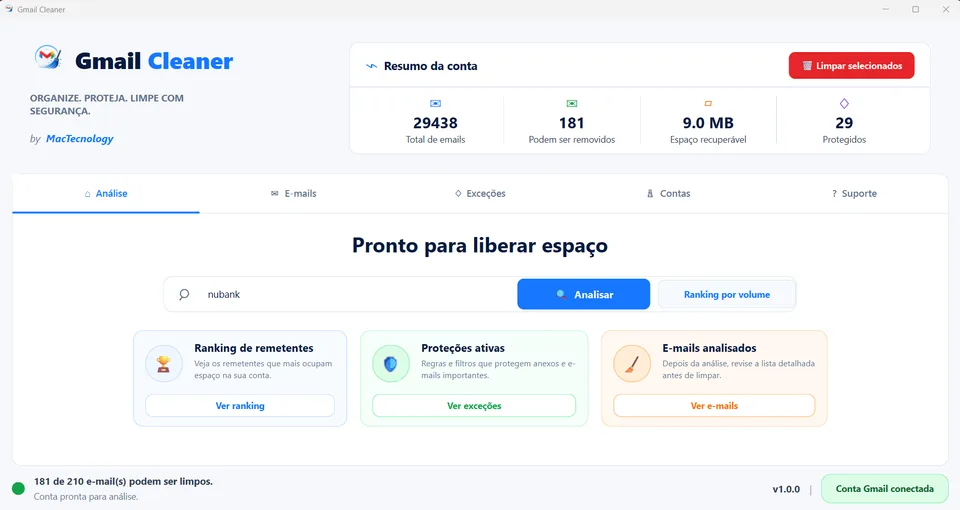 Gmail Cleaner
Gmail Cleaner
ORGANIZE. PROTEJA. LIMPE COM
SEGURANÇA.
by MacTecnology
Resumo da conta
Limpar selecionados
29438
Total de emails
181
Podem ser removidos
9.0 MB
Espaço recuperável
29
Protegidos
Análise
E-mails
Exceções
Contas
? Suporte
Pronto para liberar espaço
nubank
Analisar
Ranking por volume
Ranking de remetentes
Veja os remetentes que mais ocupam
espaço na sua conta.
Ver ranking
Proteções ativas
Regras e filtros que protegem anexos e e-
mails importantes.
Ver exceções
E-mails analisados
Depois da análise, revise a lista detalhada
antes de limpar.
Ver e-mails
181 de 210 e-mail(s) podem ser limpos.
Conta pronta para análise.
v1.0.0 |
Conta Gmail conectada